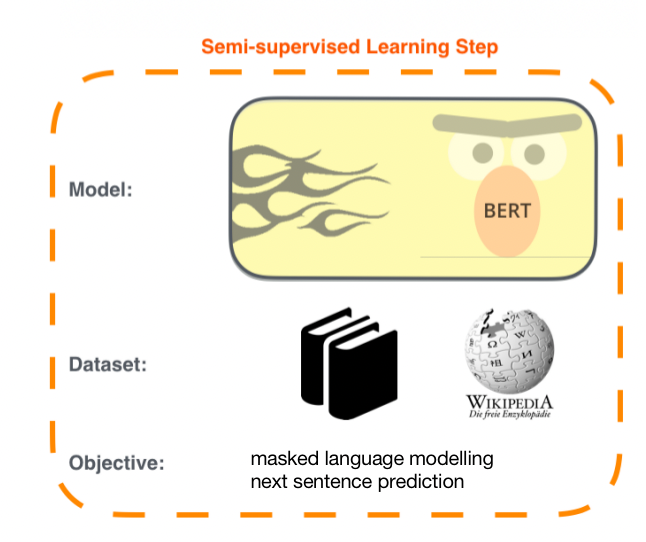 Semi-supervised Learning Step
Model:
BERT
Dataset:
WIKIPEDIA
Die freie Enzyklopädie
Objective:
masked language modelling
next sentence prediction